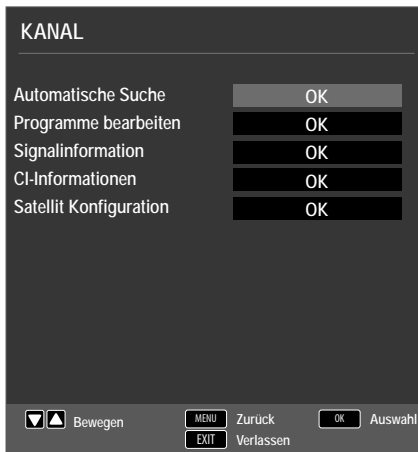 KANAL
Automatische Suche OK
Programme bearbeiten OK
Signalinformation OK
CI-Informationen OK
Satellit Konfiguration OK
Bewegen MENU Zurück OK Auswahl
EXIT Verlassen